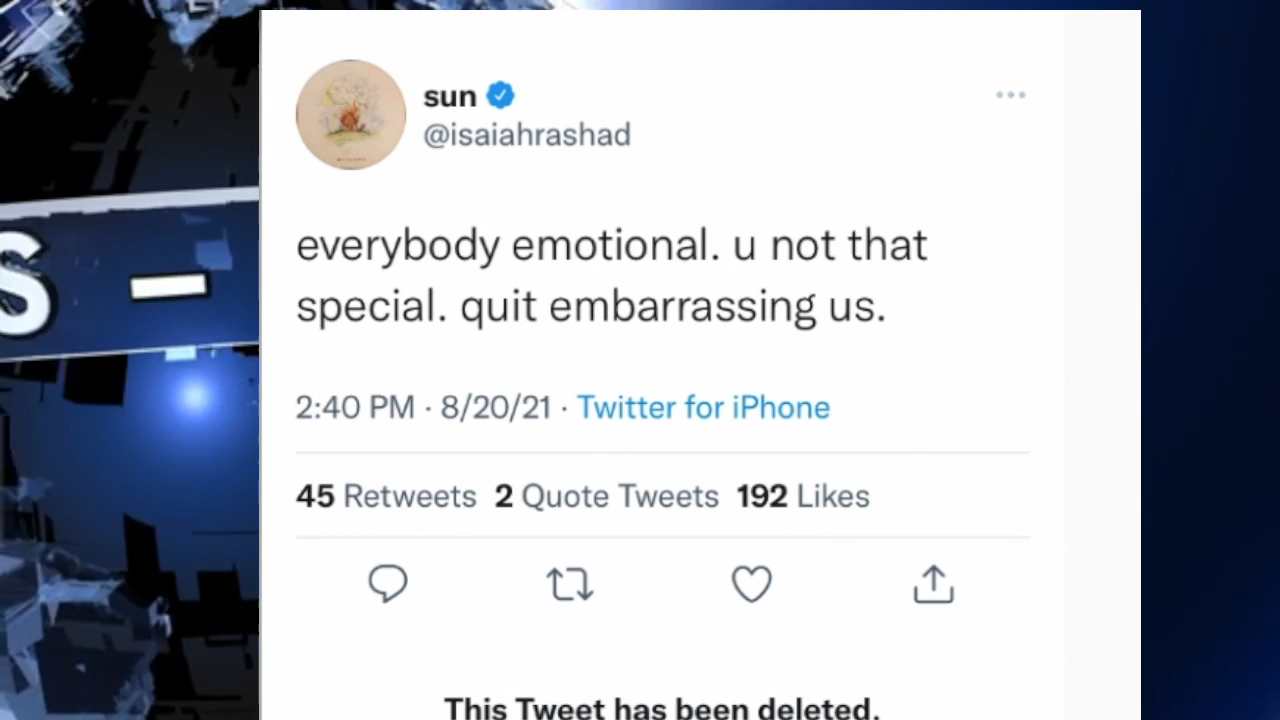 sun
@isaiahrashad
S -
everybody emotional. u not that
special. quit embarrassing us.
2:40 PM · 8/20/21 · Twitter for iPhone
45 Retweets 2 Quote Tweets 192 Likes
This Tweet has been deleted.